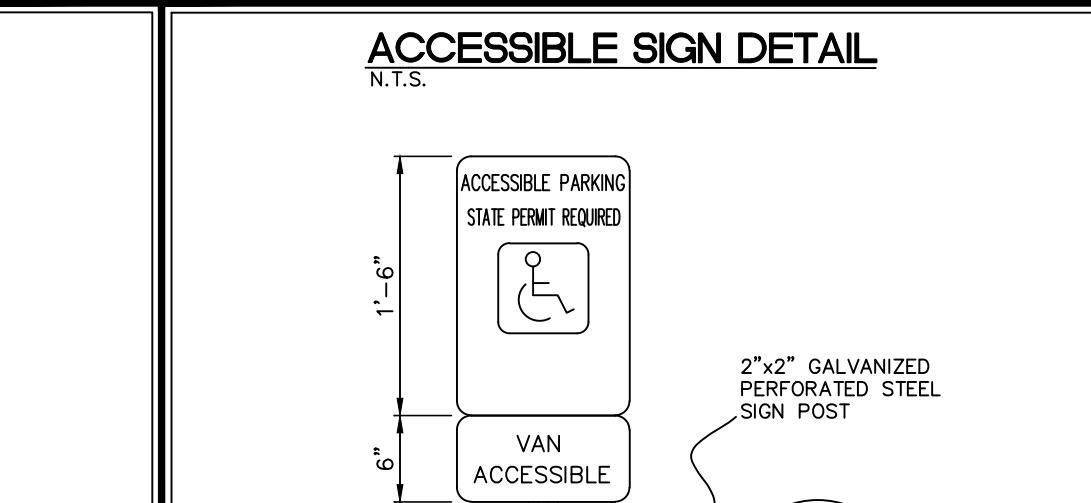 ACCESSIBLE SIGN DETAIL
N.T.S.
ACCESSIBLE PARKING
STATE PERMIT REQUIRED
1'-6"
2"x2" GALVANIZED
PERFORATED STEEL
SIGN POST
VAN
ACCESSIBLE
6"